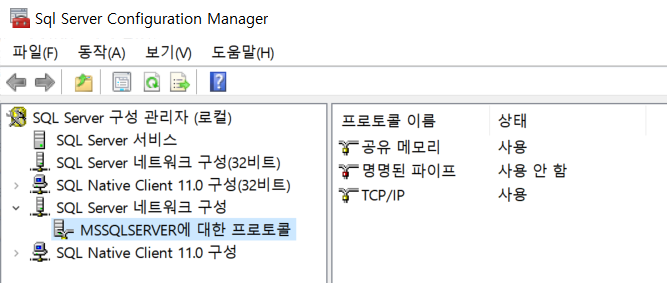 Sql Server Configuration Manager
파일(F) 동작(A) 보기(V) 도움말(H)
SQL Server 구성 관리자 (로컬)
SQL Server 서비스
SQL Server 네트워크 구성(32비트)
SQL Native Client 11.0 구성(32비트)
SQL Server 네트워크 구성
MSSQLSERVER에 대한 프로토콜
SQL Native Client 11.0 구성
프로토콜 이름 상태
공유 메모리 사용
명명된 파이프 사용 안 함
TCP/IP 사용